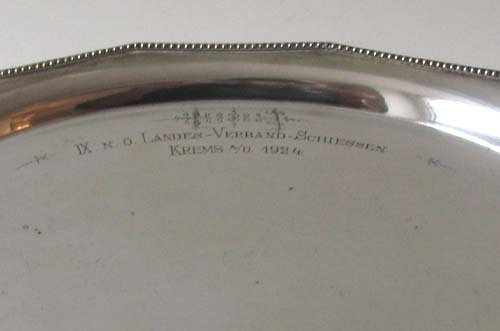 IX. N. Ö. LANDES-VERBAND-SCHIESSEN
KREMS A/D. 1924